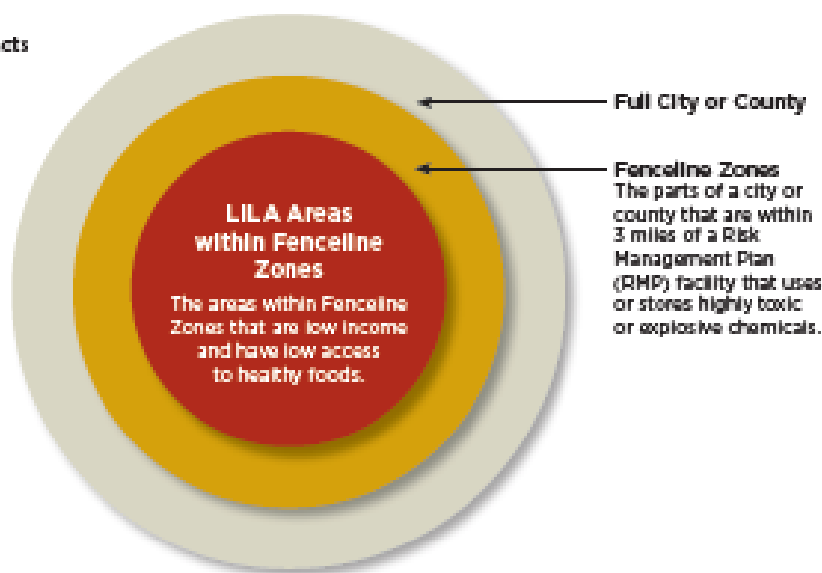 Full City or County
Fenceline Zones
The parts of a city or
county that are within
3 miles of a Risk
Management Plan
(RMP) facility that uses
or stores highly toxic
or explosive chemicals.
LILA Areas
within Fenceline
Zones
The areas within Fenceline
Zones that are low income
and have low access
to healthy foods.